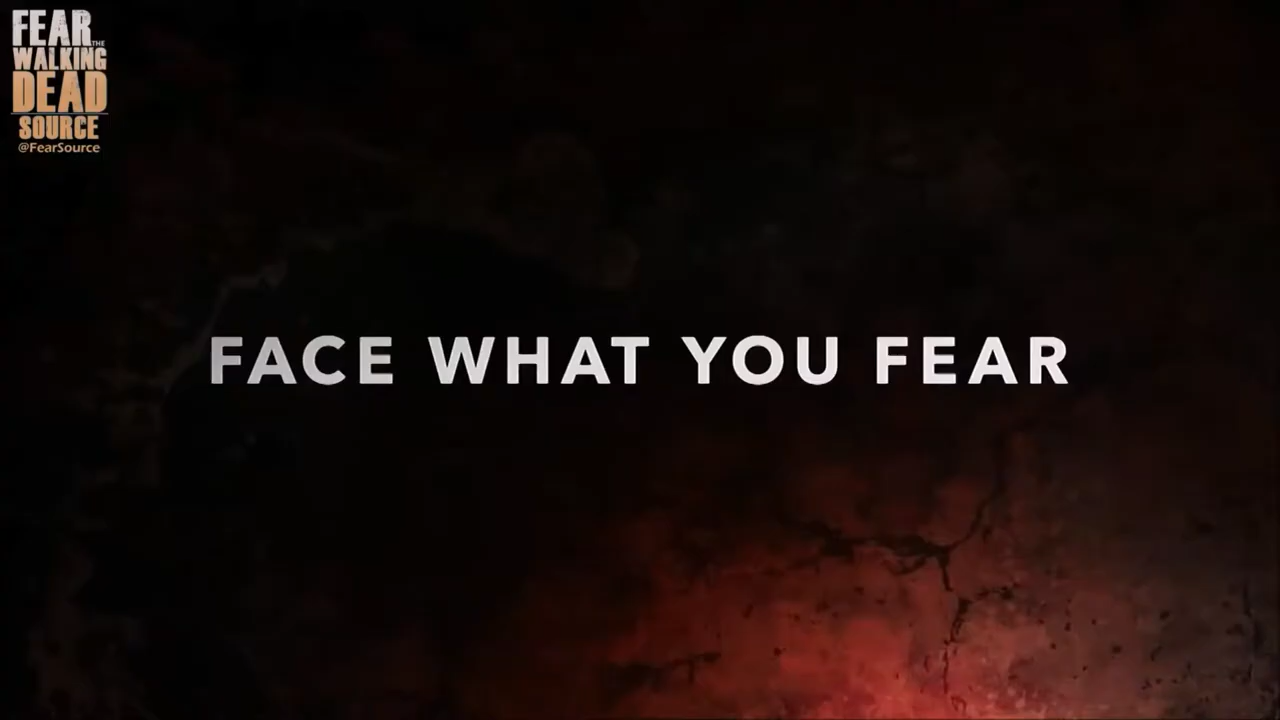 FEAR
THE
WALKING
DEAD
SOURCE
@FearSource
FACE WHAT YOU FEAR